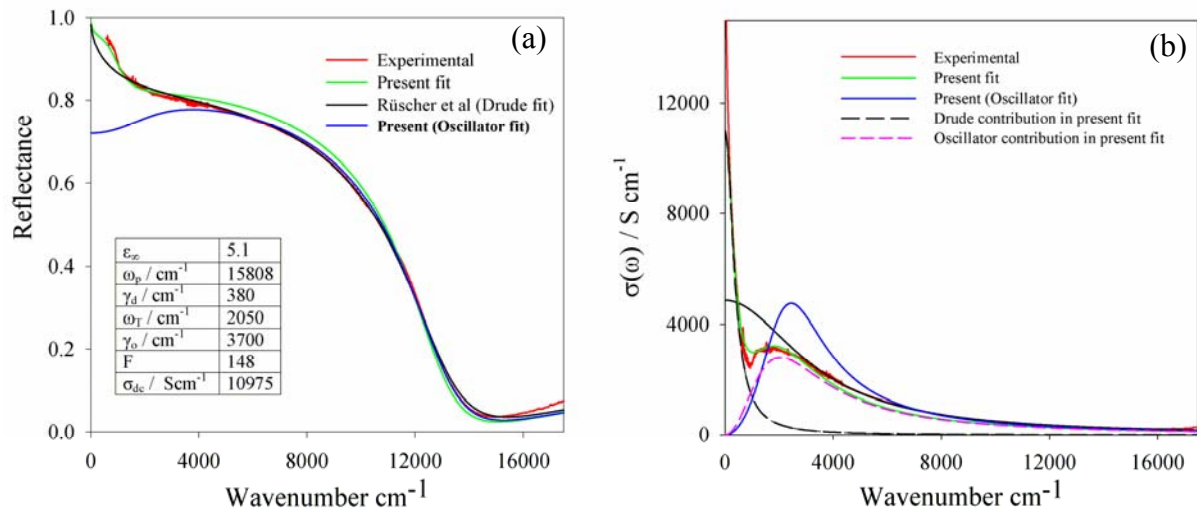 (a)
1.0
0.8
0.6
0.4
0.2
0.0
Reflectance
Experimental
Present fit
Rüscher et al (Drude fit)
Present (Oscillator fit)
ε∞ 5.1
ωp / cm-1 15808
γd / cm-1 380
ωT / cm-1 2050
γo / cm-1 3700
F 148
σdc / Scm-1 10975
0 4000 8000 12000 16000
Wavenumber cm-1
(b)
12000
8000
4000
0
σ(ω) / S cm-1
Experimental
Present fit
Present (Oscillator fit)
Drude contribution in present fit
Oscillator contribution in present fit
0 4000 8000 12000 16000
Wavenumber cm-1